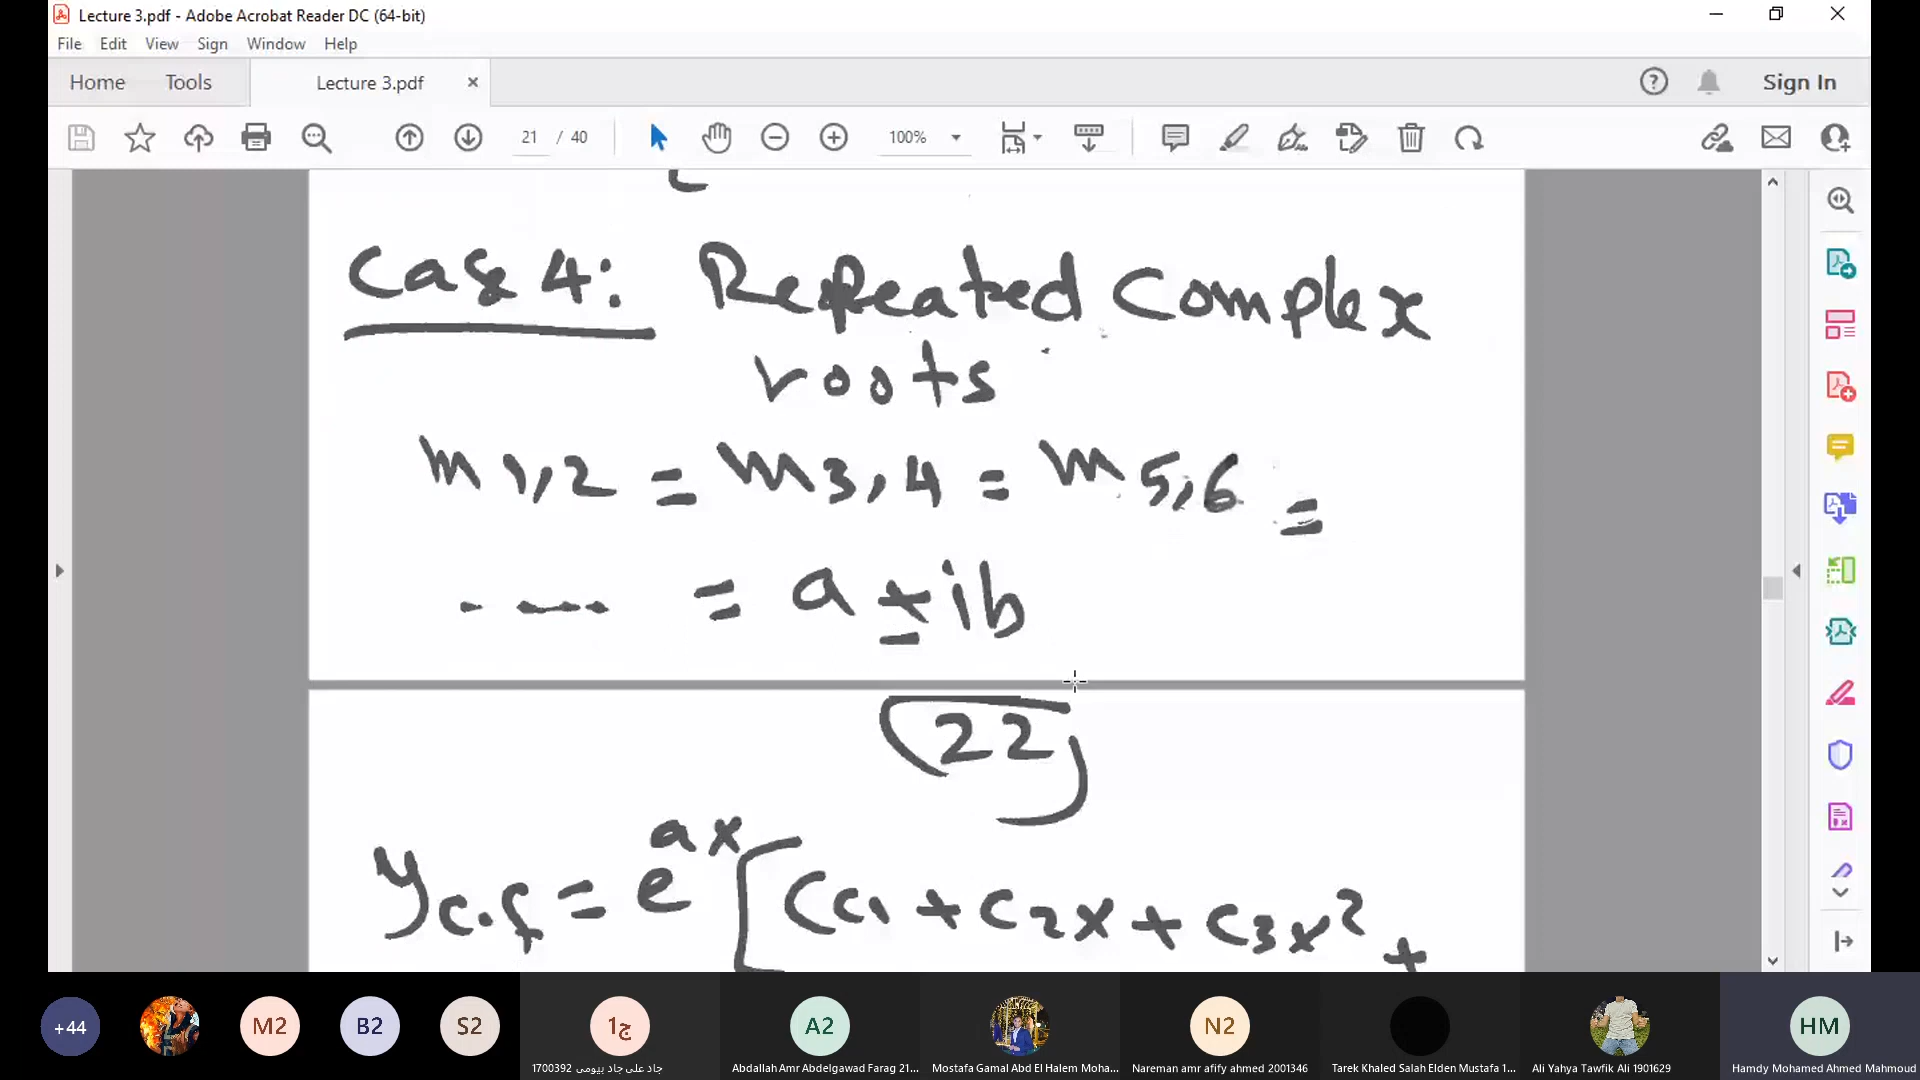 Lecture 3.pdf - Adobe Acrobat Reader DC (64-bit)
File Edit View Sign Window Help
Home Tools Lecture 3.pdf × Sign In
21 / 40 100%
Case 4: Repeated Complex
roots
m1,2 = m3,4 = m5,6 =
..... = a ± ib
22
yc.f = e^ax [(c1 + c2x + c3x² +
+44 M2 B2 S2 1ج A2 N2 HM
جاد على جاد بيومى 1700392 Abdallah Amr Abdelgawad Farag 21... Mostafa Gamal Abd El Halem Moha... Nareman amr afify ahmed 2001346 Tarek Khaled Salah Elden Mustafa 1... Ali Yahya Tawfik Ali 1901629 Hamdy Mohamed Ahmed Mahmoud